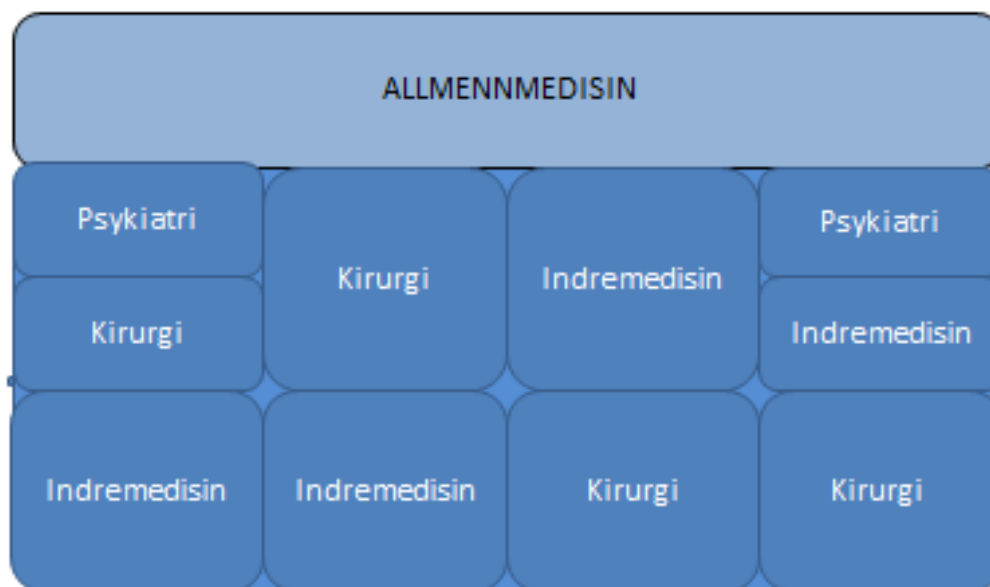 ALLMENNMEDISIN
Psykiatri
Kirurgi
Indremedisin
Psykiatri
Kirurgi
Indremedisin
Indremedisin
Indremedisin
Kirurgi
Kirurgi